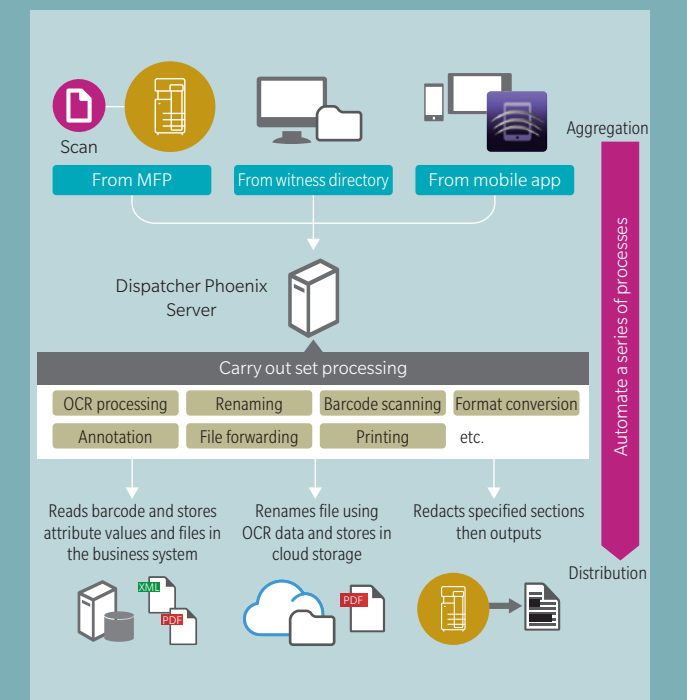 Scan
Aggregation
From MFP
From witness directory
From mobile app
Automate a series of processes
Dispatcher Phoenix
Server
Carry out set processing
OCR processing
Renaming
Barcode scanning
Format conversion
Annotation
File forwarding
Printing
etc.
Reads barcode and stores
attribute values and files in
the business system
Renames file using
OCR data and stores in
cloud storage
Redacts specified sections
then outputs
Distribution
XML
PDF
PDF